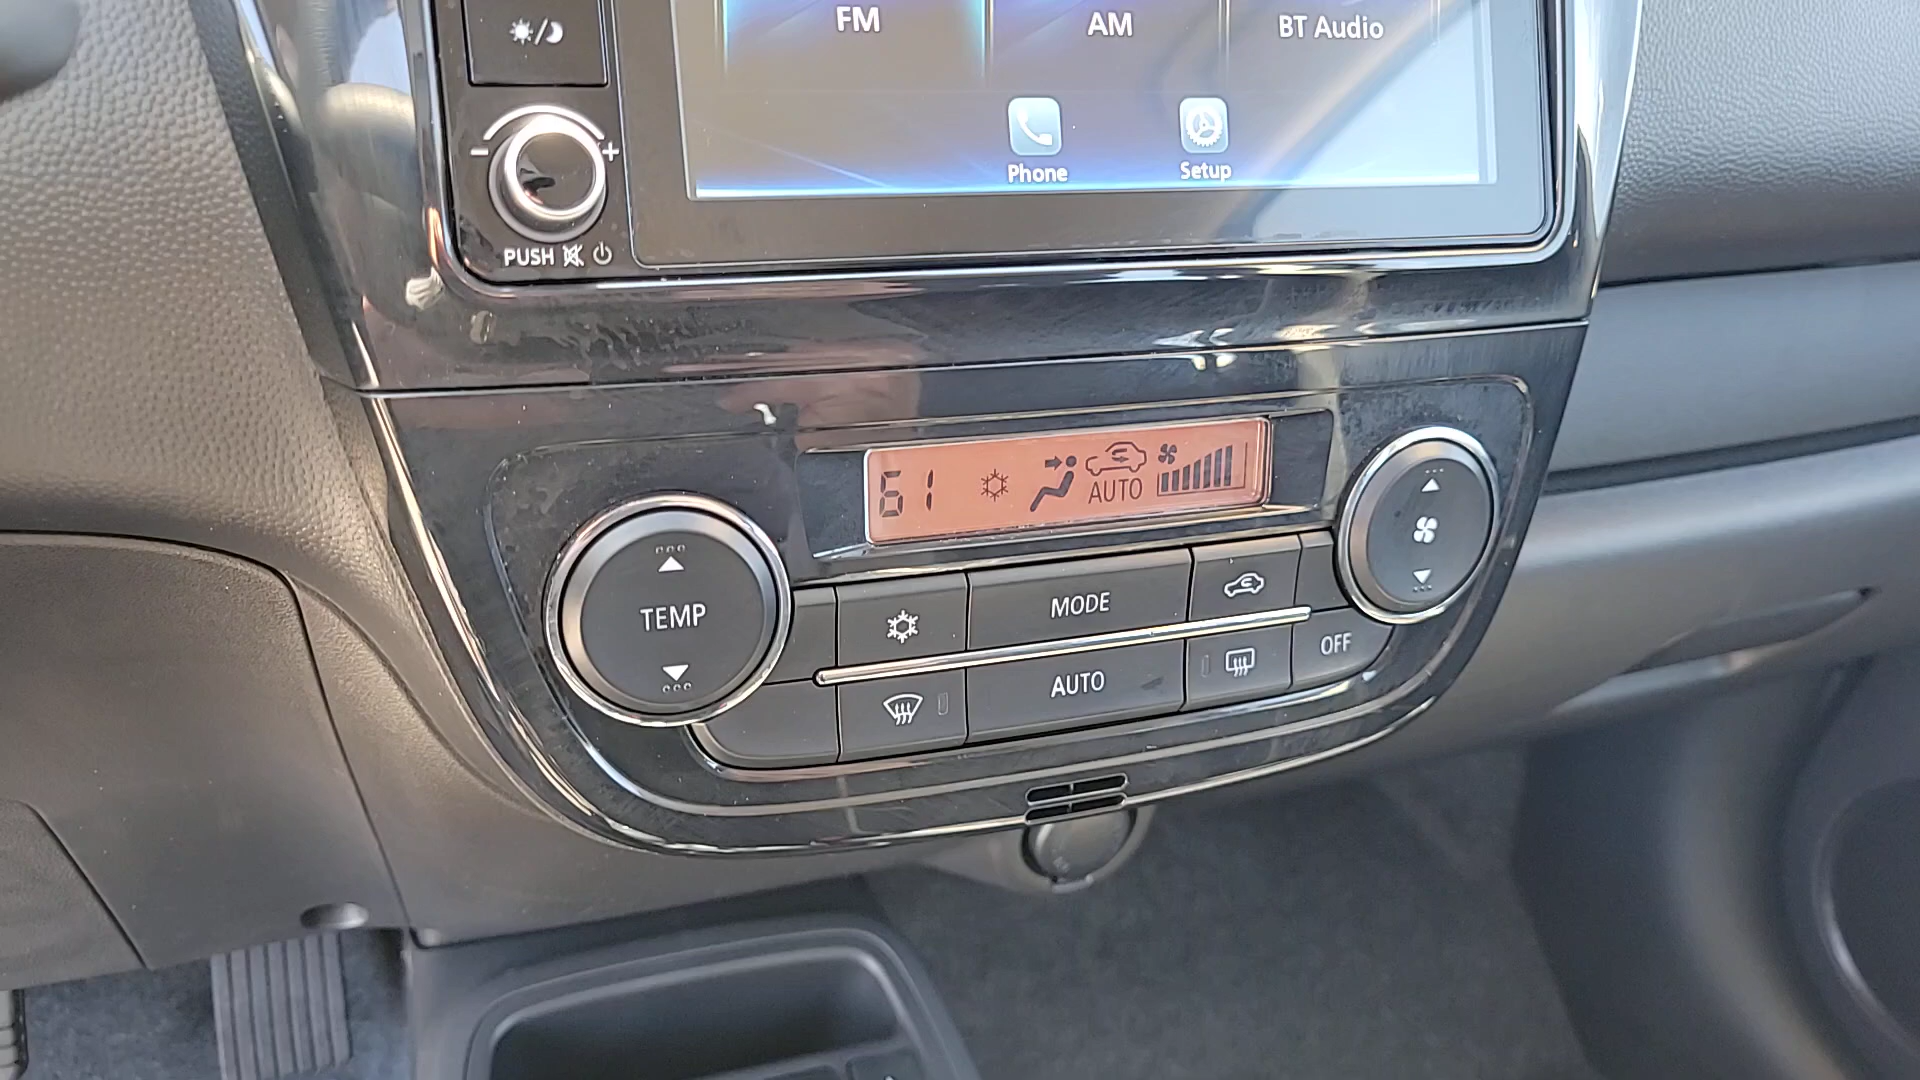 FM
AM
BT Audio
Phone
Setup
- +
PUSH
61
AUTO
TEMP
MODE
AUTO
OFF